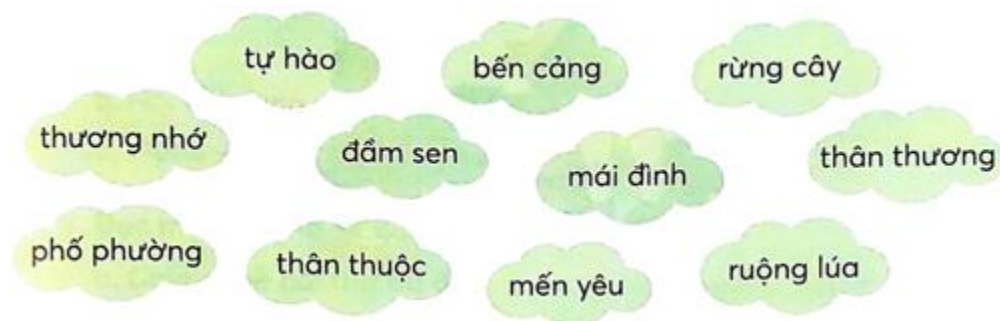 tự hào
bến cảng
rừng cây
thương nhớ
đầm sen
mái đình
thân thương
phố phường
thân thuộc
mến yêu
ruộng lúa